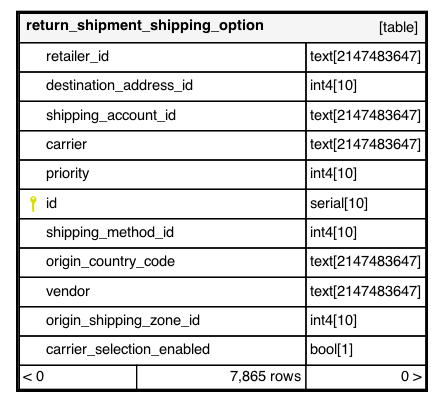 return_shipment_shipping_option [table]
retailer_id text[2147483647]
destination_address_id int4[10]
shipping_account_id text[2147483647]
carrier text[2147483647]
priority int4[10]
id serial[10]
shipping_method_id int4[10]
origin_country_code text[2147483647]
vendor text[2147483647]
origin_shipping_zone_id int4[10]
carrier_selection_enabled bool[1]
< 0 7,865 rows 0 >